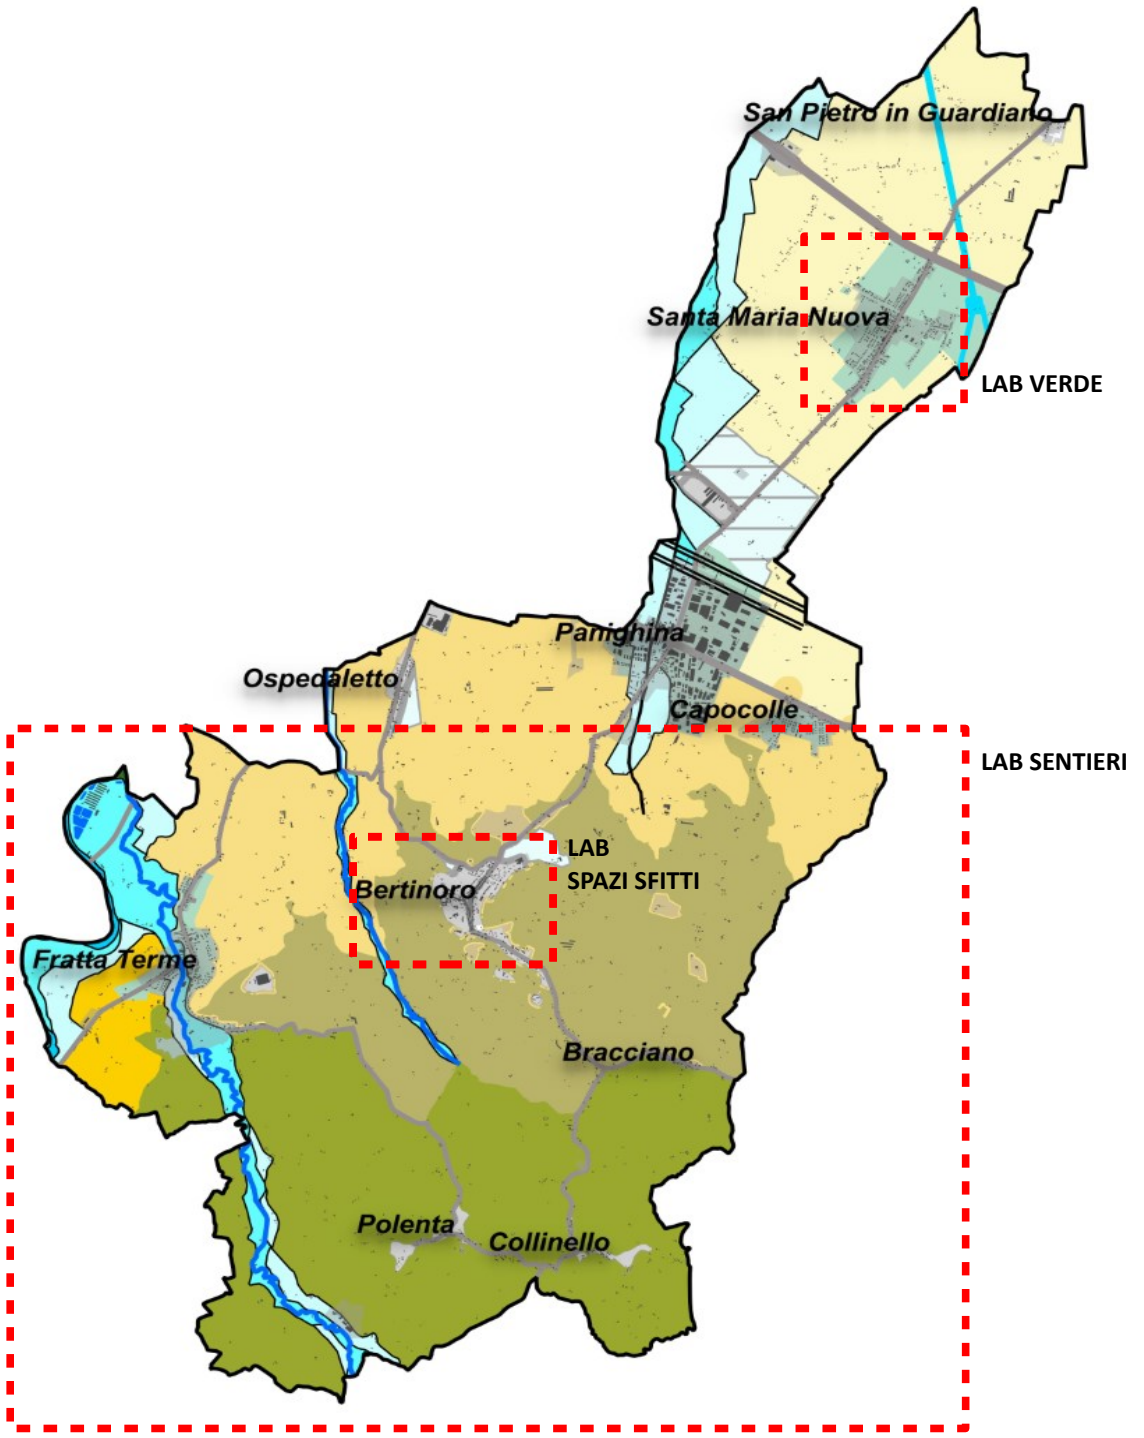 San Pietro in Guardiano
Santa Maria Nuova
LAB VERDE
Panighina
Ospedaletto
Capocolle
LAB SENTIERI
LAB
SPAZI SFITTI
Bertinoro
Fratta Terme
Bracciano
Polenta
Collinello